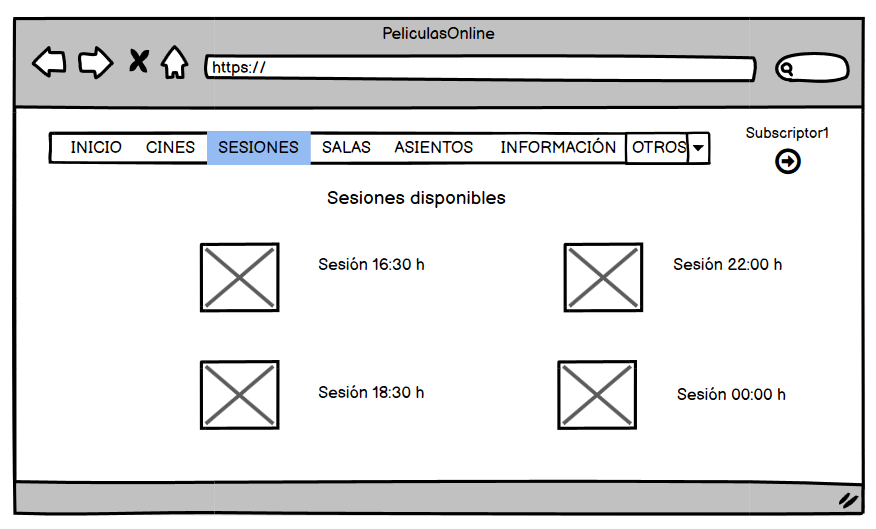 PeliculasOnline
https://
Subscriptor1
INICIO CINES SESIONES SALAS ASIENTOS INFORMACIÓN OTROS
Sesiones disponibles
Sesión 16:30 h
Sesión 22:00 h
Sesión 18:30 h
Sesión 00:00 h